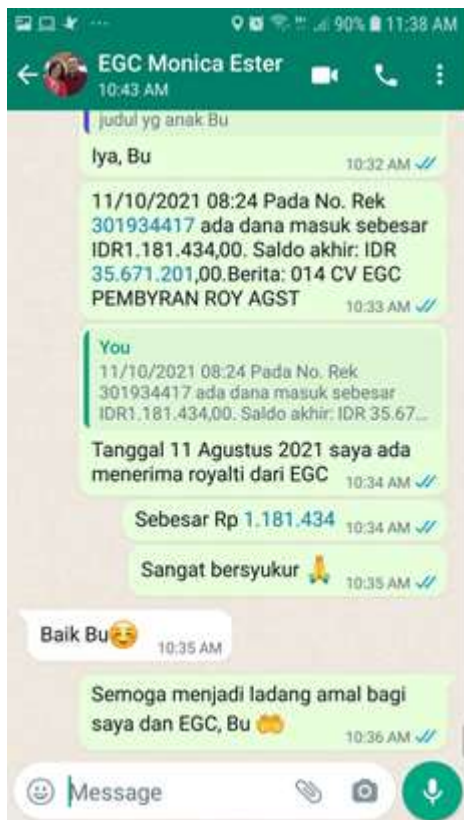 90% 11:38 AM
EGC Monica Ester
10:43 AM
judul yg anak Bu
Iya, Bu
10:32 AM
11/10/2021 08:24 Pada No. Rek
301934417 ada dana masuk sebesar
IDR1.181.434,00. Saldo akhir: IDR
35.671.201,00.Berita: 014 CV EGC
PEMBYRAN ROY AGST
10:33 AM
You
11/10/2021 08:24 Pada No. Rek
301934417 ada dana masuk sebesar
IDR1.181.434,00. Saldo akhir: IDR 35.67...
Tanggal 11 Agustus 2021 saya ada
menerima royalti dari EGC
10:34 AM
Sebesar Rp 1.181.434
10:34 AM
Sangat bersyukur 🙏
10:35 AM
Baik Bu☺️
10:35 AM
Semoga menjadi ladang amal bagi
saya dan EGC, Bu 🤲
10:36 AM
Message